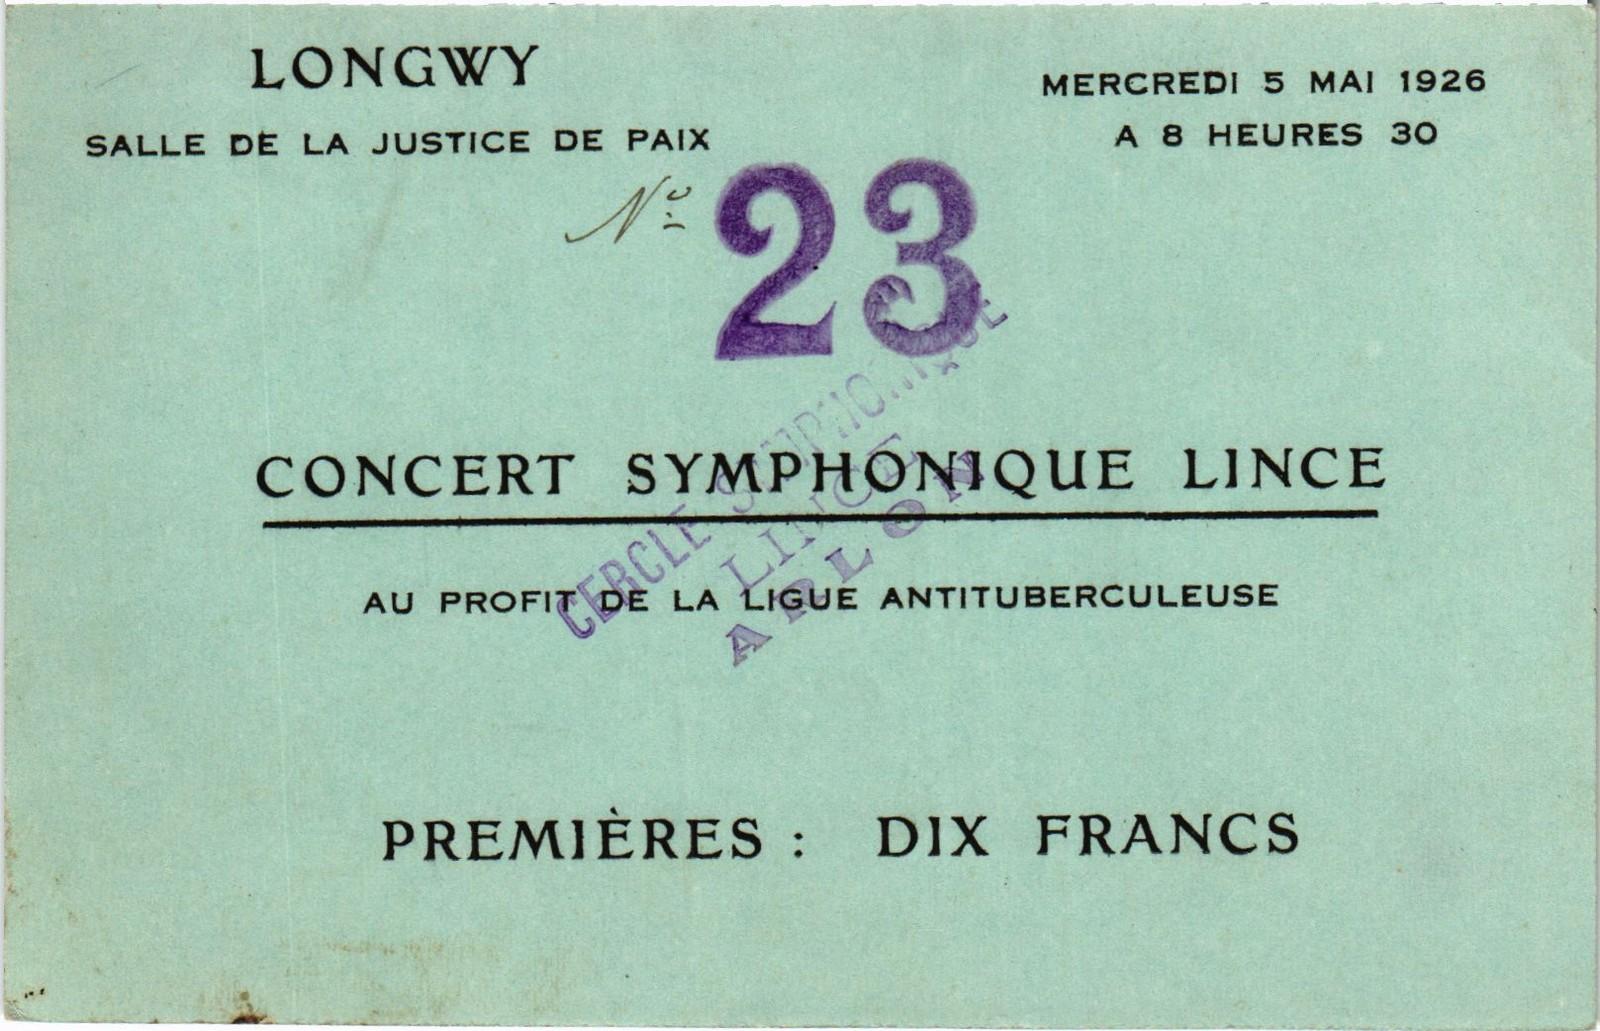 LONGWY
SALLE DE LA JUSTICE DE PAIX
MERCREDI 5 MAI 1926
A 8 HEURES 30
No 23
CONCERT SYMPHONIQUE LINCE
CERCLE SYMPHONIQUE
LINCE
ARLON
AU PROFIT DE LA LIGUE ANTITUBERCULEUSE
PREMIÈRES : DIX FRANCS